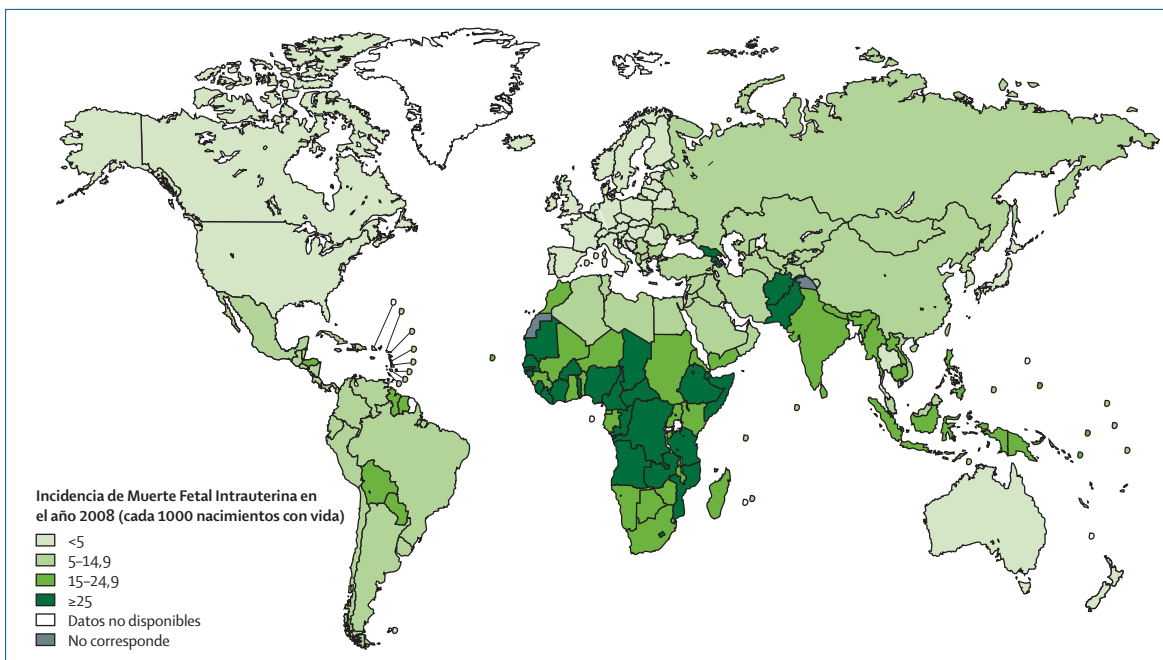 Incidencia de Muerte Fetal Intrauterina en
el año 2008 (cada 1000 nacimientos con vida)
<5
5–14,9
15–24,9
≥25
Datos no disponibles
No corresponde